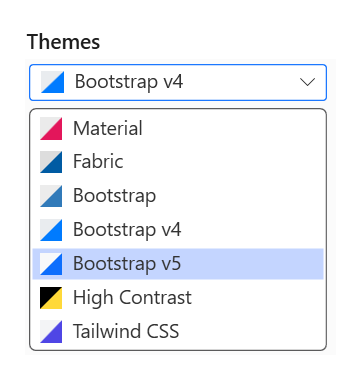 Themes
Bootstrap v4
Material
Fabric
Bootstrap
Bootstrap v4
Bootstrap v5
High Contrast
Tailwind CSS